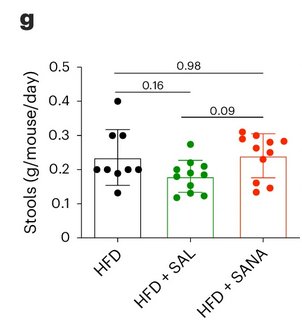 g
0.5
0.98
0.16
0.4
0.09
0.3
0.2
0.1
0
Stools (g/mouse/day)
HFD
HFD + SAL
HFD + SANA